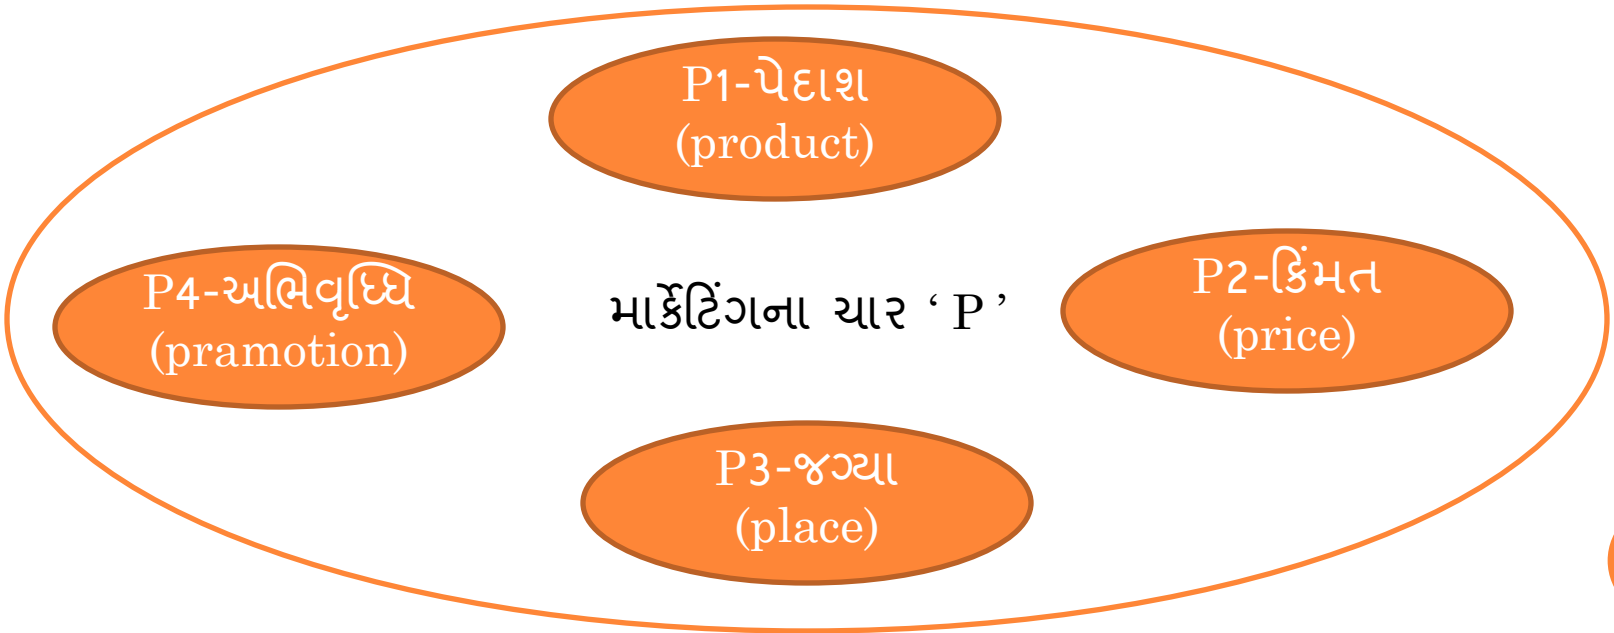 P1-પેદાશ
(product)
P4-અભિવૃધ્ધિ
(pramotion)
માર્કેટિંગના ચાર ‘ P ’
P2-કિંમત
(price)
P3-જગ્યા
(place)